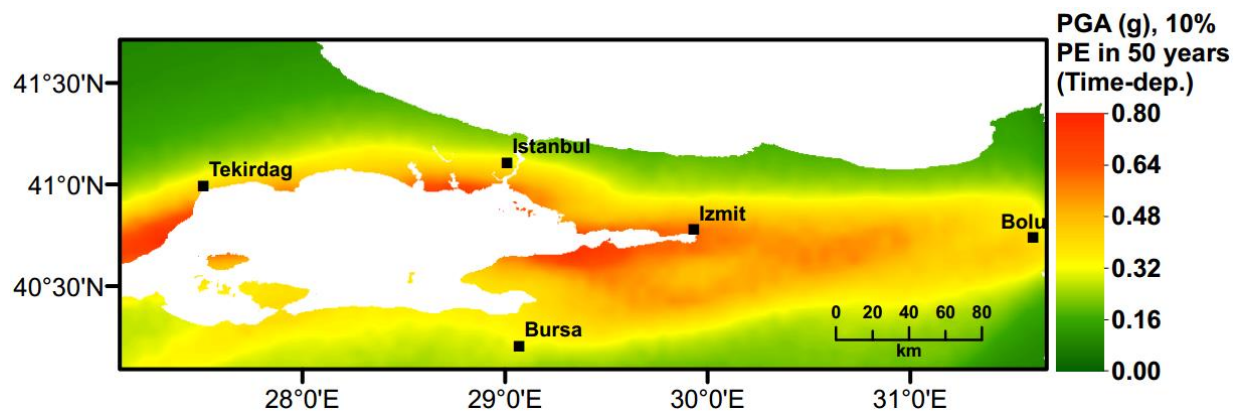 PGA (g), 10%
PE in 50 years
(Time-dep.)
41°30'N
41°0'N
40°30'N
Istanbul
Tekirdag
Izmit
Bolu
Bursa
0 20 40 60 80
km
0.80
0.64
0.48
0.32
0.16
0.00
28°0'E 29°0'E 30°0'E 31°0'E